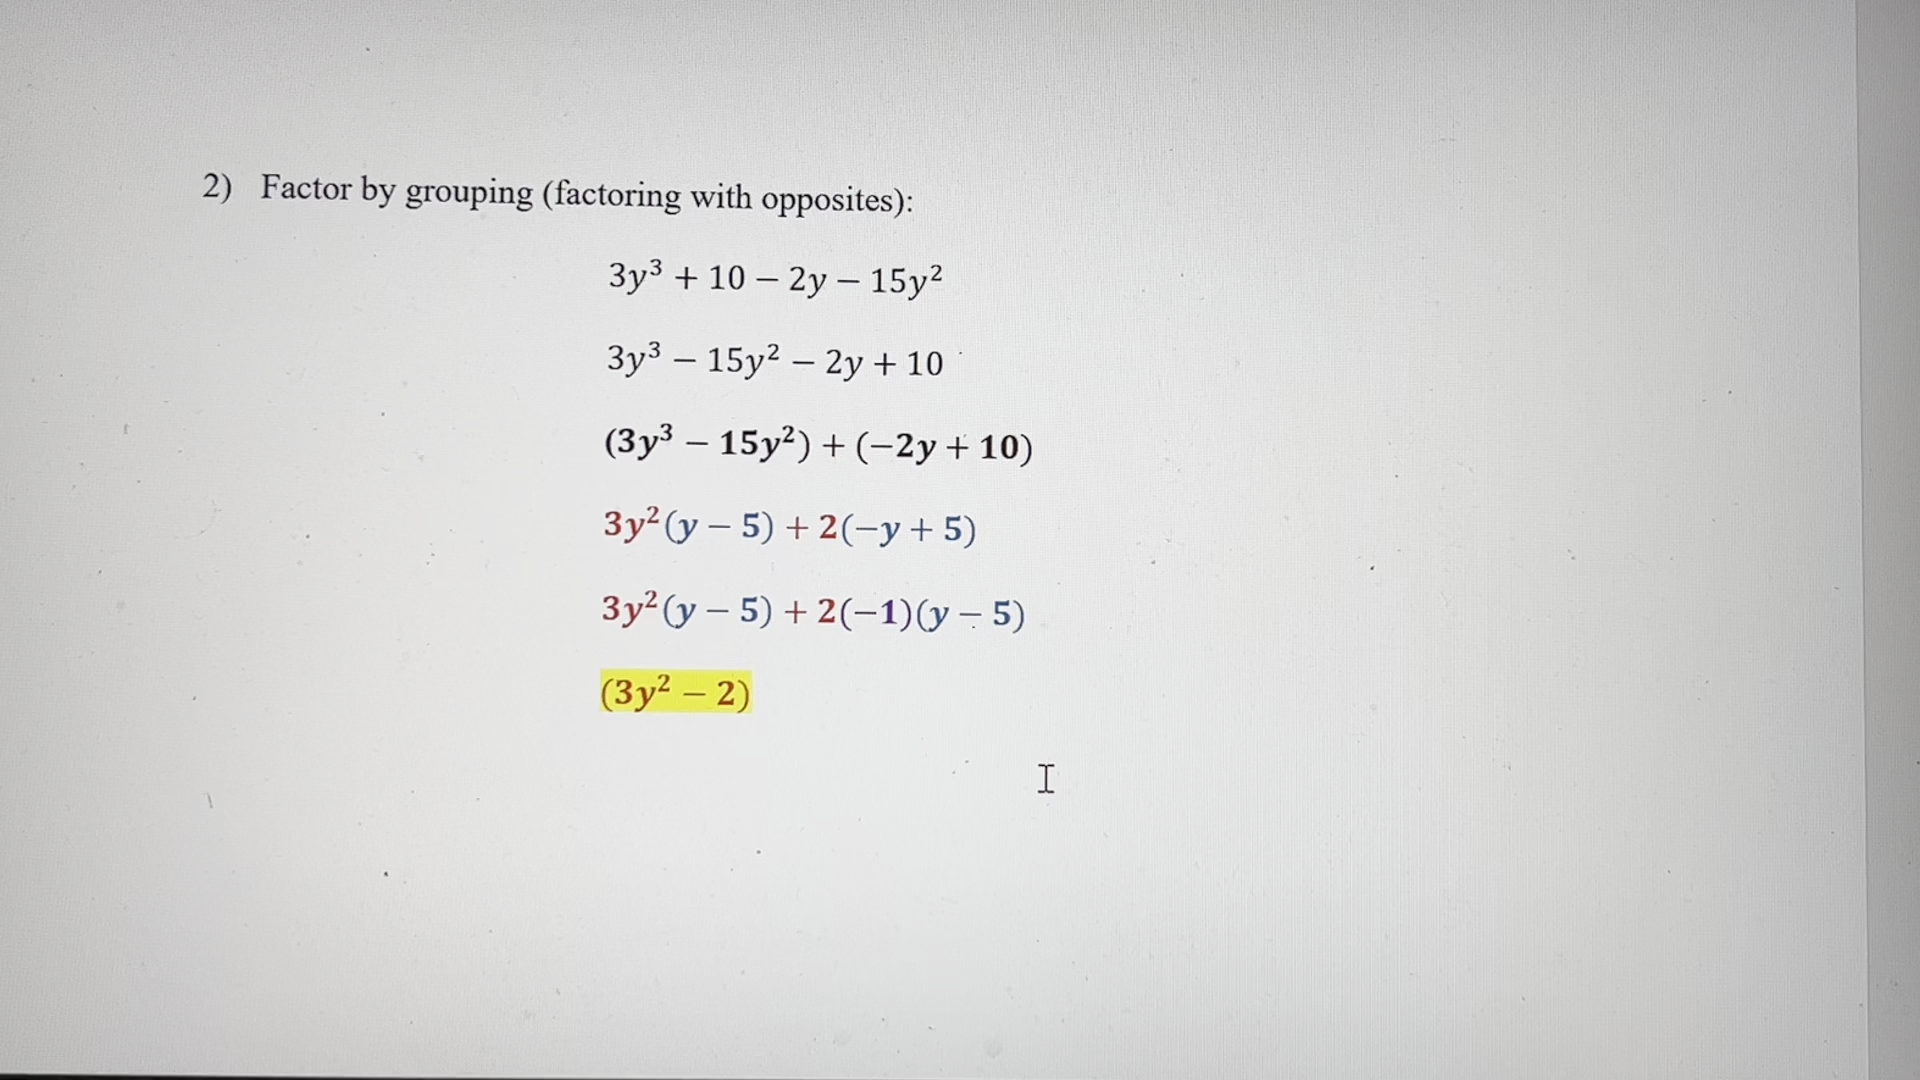 2) Factor by grouping (factoring with opposites):
3y³ + 10 – 2y – 15y²
3y³ – 15y² – 2y + 10
(3y³ – 15y²) + (–2y + 10)
3y²(y – 5) + 2(–y + 5)
3y²(y – 5) + 2(–1)(y – 5)
(3y² – 2)